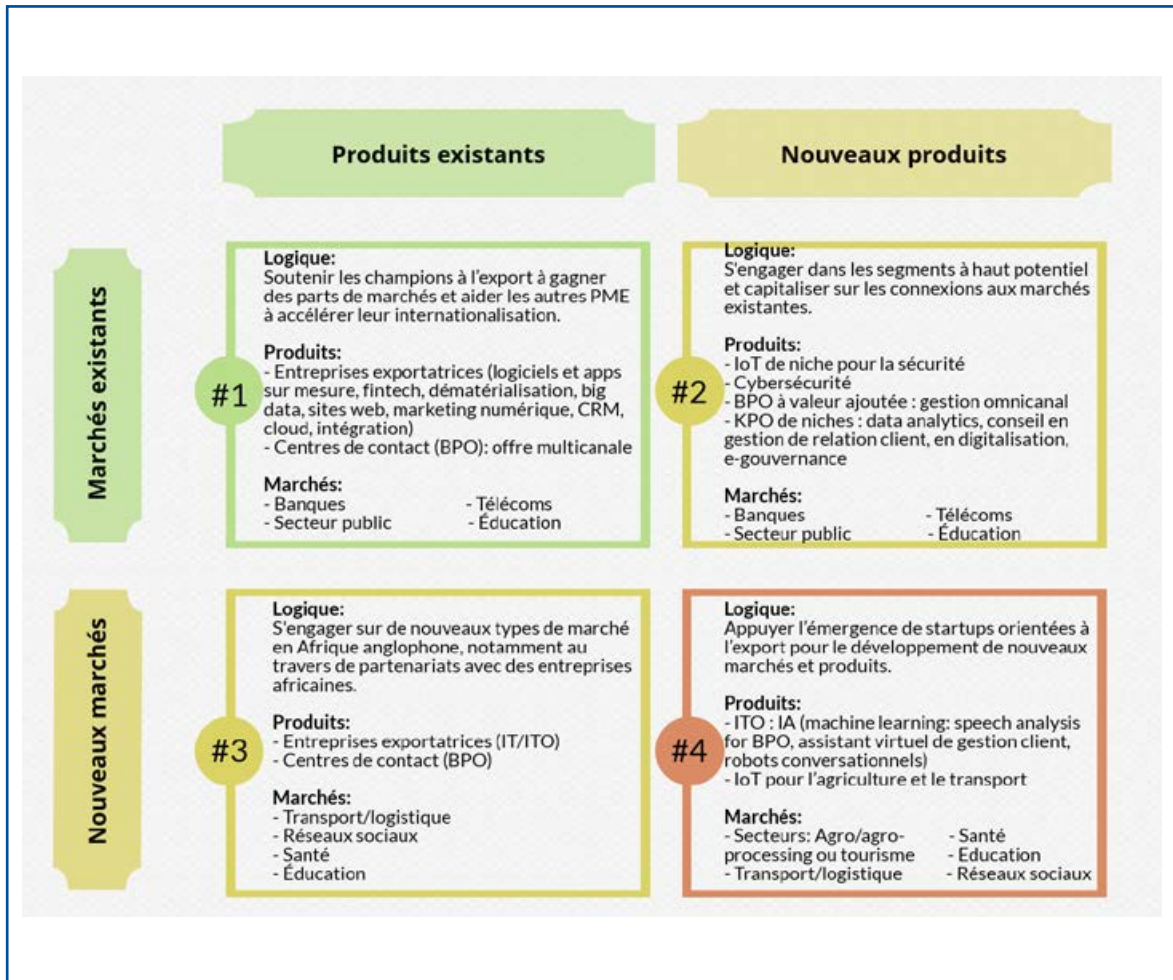 Produits existants
Nouveaux produits
Marchés existants
#1
Logique:
Soutenir les champions à l'export à gagner
des parts de marchés et aider les autres PME
à accélérer leur internationalisation.
Produits:
- Entreprises exportatrices (logiciels et apps
sur mesure, fintech, dématérialisation, big
data, sites web, marketing numérique, CRM,
cloud, intégration)
- Centres de contact (BPO): offre multicanale
Marchés:
- Banques
- Secteur public
- Télécoms
- Éducation
#2
Logique:
S'engager dans les segments à haut potentiel
et capitaliser sur les connexions aux marchés
existantes.
Produits:
- IoT de niche pour la sécurité
- Cybersécurité
- BPO à valeur ajoutée : gestion omnicanal
- KPO de niches : data analytics, conseil en
gestion de relation client, en digitalisation,
e-gouvernance
Marchés:
- Banques
- Secteur public
- Télécoms
- Éducation
Nouveaux marchés
#3
Logique:
S'engager sur de nouveaux types de marché
en Afrique anglophone, notamment au
travers de partenariats avec des entreprises
africaines.
Produits:
- Entreprises exportatrices (IT/ITO)
- Centres de contact (BPO)
Marchés:
- Transport/logistique
- Réseaux sociaux
- Santé
- Éducation
#4
Logique:
Appuyer l'émergence de startups orientées à
l'export pour le développement de nouveaux
marchés et produits.
Produits:
- ITO : IA (machine learning: speech analysis
for BPO, assistant virtuel de gestion client,
robots conversationnels)
- IoT pour l'agriculture et le transport
Marchés:
- Secteurs: Agro/agro-
processing ou tourisme
- Transport/logistique
- Santé
- Education
- Réseaux sociaux